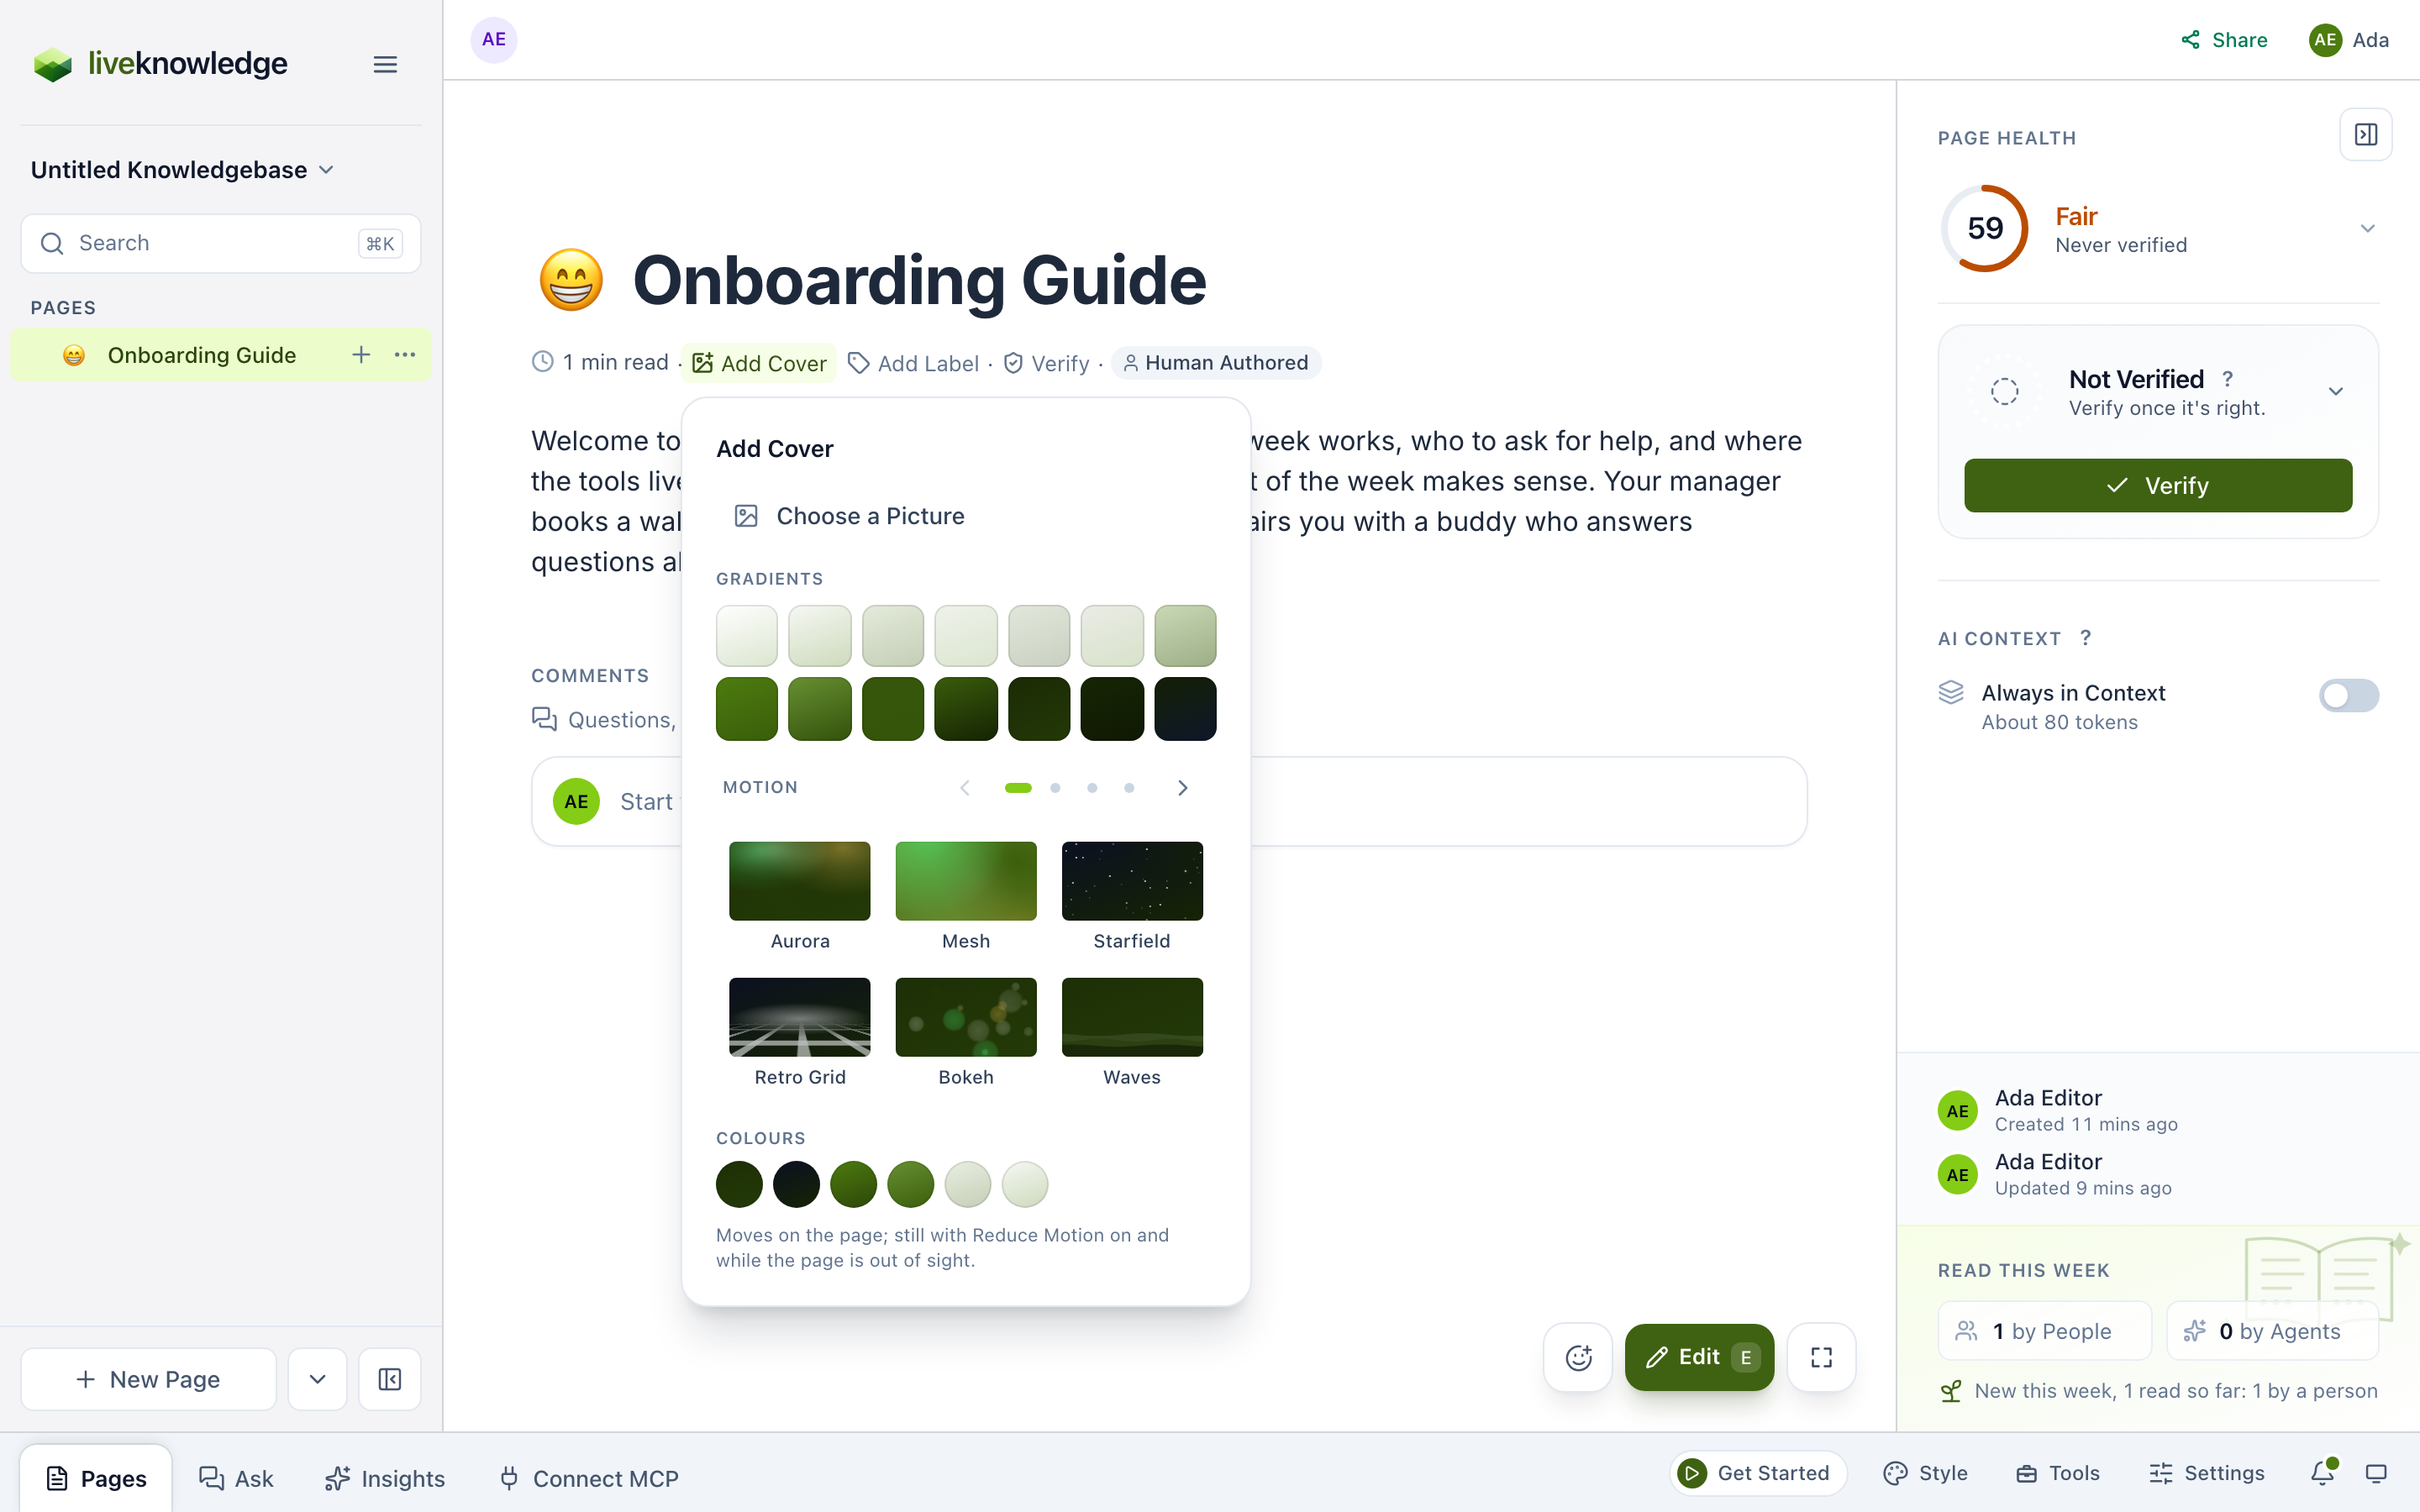 liveknowledge
Untitled Knowledgebase
Search
⌘K
PAGES
Onboarding Guide
New Page
AE
Share
AE Ada
Onboarding Guide
1 min read · Add Cover Add Label · Verify · Human Authored
Welcome to week works, who to ask for help, and where
the tools live of the week makes sense. Your manager
books a you with a buddy who answers
questions
COMMENTS
Questions,
AE Start
Add Cover
Choose a Picture
GRADIENTS
MOTION
Aurora Mesh Starfield
Retro Grid Bokeh Waves
COLOURS
Moves on the page; still with Reduce Motion on and
while the page is out of sight.
Edit E
PAGE HEALTH
59
Fair
Never verified
Not Verified ?
Verify once it's right.
Verify
AI CONTEXT ?
Always in Context
About 80 tokens
AE Ada Editor
Created 11 mins ago
AE Ada Editor
Updated 9 mins ago
READ THIS WEEK
1 by People
0 by Agents
New this week, 1 read so far: 1 by a person
Pages
Ask
Insights
Connect MCP
Get Started
Style
Tools
Settings